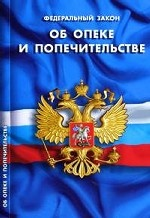 ФЕДЕРАЛЬНЫЙ ЗАКОН
ОБ ОПЕКЕ
И ПОПЕЧИТЕЛЬСТВЕ
ОБ ОПЕКЕ И ПОПЕЧИТЕЛЬСТВЕ